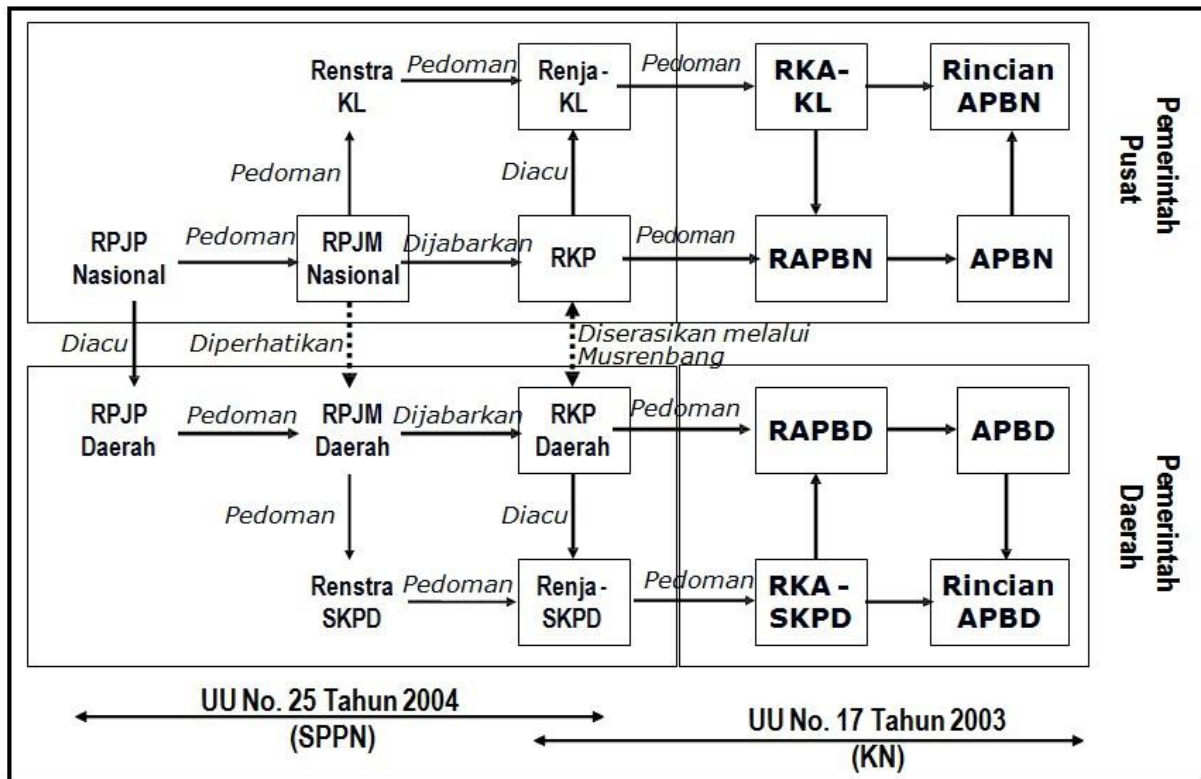 Renstra
KL
Pedoman
Renja -
KL
Pedoman
RKA-
KL
Rincian
APBN
Pemerintah
Pusat
Pedoman
Diacu
RPJP
Nasional
Pedoman
RPJM
Nasional
Dijabarkan
RKP
Pedoman
RAPBN
APBN
Diacu
Diperhatikan
Diserasikan melalui
Musrenbang
RPJP
Daerah
Pedoman
RPJM
Daerah
Dijabarkan
RKP
Daerah
Pedoman
RAPBD
APBD
Pemerintah
Daerah
Pedoman
Diacu
Renstra
SKPD
Pedoman
Renja -
SKPD
Pedoman
RKA -
SKPD
Rincian
APBD
UU No. 25 Tahun 2004
(SPPN)
UU No. 17 Tahun 2003
(KN)